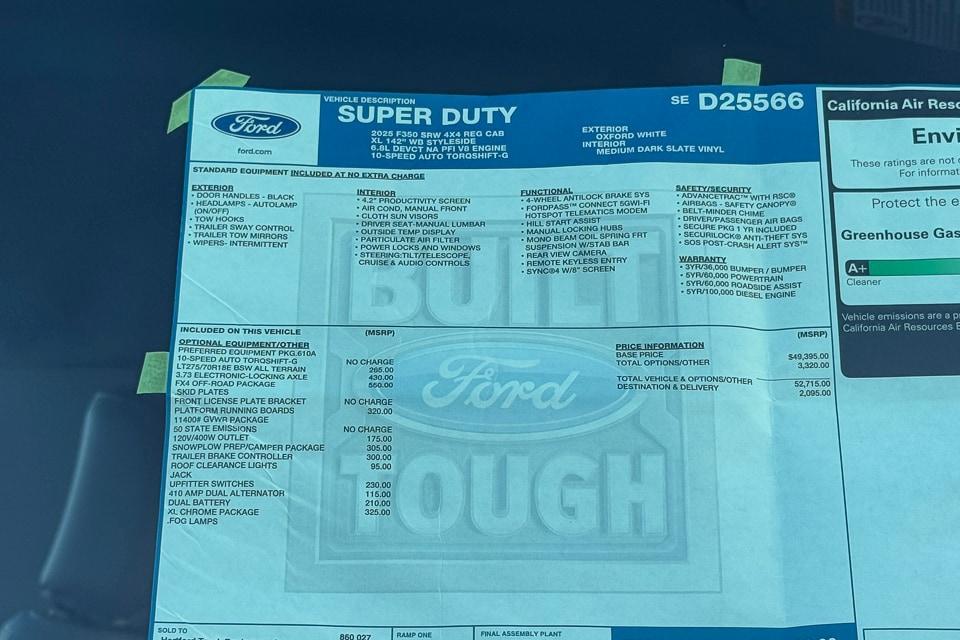 Ford
ford.com
VEHICLE DESCRIPTION
SUPER DUTY
2025 F350 SRW 4X4 REG CAB
XL 142" WB STYLESIDE
6.8L DEVCT NA PFI V8 ENGINE
10-SPEED AUTO TORQSHIFT-G
SE D25566
EXTERIOR
OXFORD WHITE
INTERIOR
MEDIUM DARK SLATE VINYL
STANDARD EQUIPMENT INCLUDED AT NO EXTRA CHARGE
EXTERIOR
• DOOR HANDLES - BLACK
• HEADLAMPS - AUTOLAMP
(ON/OFF)
• TOW HOOKS
• TRAILER SWAY CONTROL
• TRAILER TOW MIRRORS
• WIPERS- INTERMITTENT
INTERIOR
• 4.2" PRODUCTIVITY SCREEN
• AIR COND, MANUAL FRONT
• CLOTH SUN VISORS
• DRIVER SEAT-MANUAL LUMBAR
• OUTSIDE TEMP DISPLAY
• PARTICULATE AIR FILTER
• POWER LOCKS AND WINDOWS
• STEERING:TILT/TELESCOPE,
CRUISE & AUDIO CONTROLS
FUNCTIONAL
• 4-WHEEL ANTILOCK BRAKE SYS
• FORDPASS™ CONNECT 5GWI-FI
HOTSPOT TELEMATICS MODEM
• HILL START ASSIST
• MANUAL LOCKING HUBS
• MONO BEAM COIL SPRING FRT
SUSPENSION W/STAB BAR
• REAR VIEW CAMERA
• REMOTE KEYLESS ENTRY
• SYNC®4 W/8" SCREEN
SAFETY/SECURITY
• ADVANCETRAC™ WITH RSC®
• AIRBAGS - SAFETY CANOPY®
• BELT-MINDER CHIME
• DRIVER/PASSENGER AIR BAGS
• SECURE PKG 1 YR INCLUDED
• SECURILOCK® ANTI-THEFT SYS
• SOS POST-CRASH ALERT SYS™
WARRANTY
• 3YR/36,000 BUMPER / BUMPER
• 5YR/60,000 POWERTRAIN
• 5YR/60,000 ROADSIDE ASSIST
• 5YR/100,000 DIESEL ENGINE
INCLUDED ON THIS VEHICLE (MSRP)
OPTIONAL EQUIPMENT/OTHER
PREFERRED EQUIPMENT PKG.610A
10-SPEED AUTO TORQSHIFT-G NO CHARGE
LT275/70R18E BSW ALL TERRAIN 265.00
3.73 ELECTRONIC-LOCKING AXLE 430.00
FX4 OFF-ROAD PACKAGE
.SKID PLATES
FRONT LICENSE PLATE BRACKET NO CHARGE
PLATFORM RUNNING BOARDS 320.00
11400# GVWR PACKAGE
50 STATE EMISSIONS NO CHARGE
120V/400W OUTLET 175.00
SNOWPLOW PREP/CAMPER PACKAGE 305.00
TRAILER BRAKE CONTROLLER 300.00
ROOF CLEARANCE LIGHTS 95.00
JACK
UPFITTER SWITCHES 230.00
410 AMP DUAL ALTERNATOR 115.00
DUAL BATTERY 210.00
XL CHROME PACKAGE 325.00
.FOG LAMPS
(MSRP)
PRICE INFORMATION
BASE PRICE $49,395.00
TOTAL OPTIONS/OTHER 3,320.00
TOTAL VEHICLE & OPTIONS/OTHER 52,715.00
DESTINATION & DELIVERY 2,095.00
BUILT
Ford
TOUGH
SOLD TO
860 027
RAMP ONE
FINAL ASSEMBLY PLANT
California Air Reso
Envi
These ratings are not
For informat
Protect the e
Greenhouse Gas
A+
Cleaner
Vehicle emissions are a p
California Air Resources